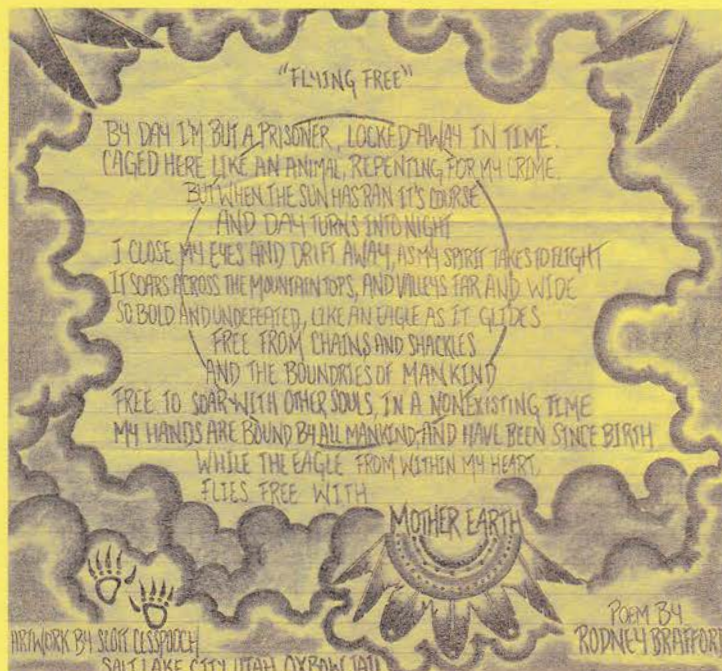 "FLYING FREE"
BY DAY I'M BUT A PRISONER, LOCKED AWAY IN TIME.
CAGED HERE LIKE AN ANIMAL, REPENTING FOR MY CRIME.
BUT WHEN THE SUN HAS RAN IT'S COURSE
AND DAY TURNS INTO NIGHT
I CLOSE MY EYES AND DRIFT AWAY, AS MY SPIRIT TAKES TO FLIGHT
IT SOARS ACROSS THE MOUNTAIN TOPS, AND VALLEYS FAR AND WIDE
SO BOLD AND UNDEFEATED, LIKE AN EAGLE AS IT GLIDES
FREE FROM CHAINS AND SHACKLES
AND THE BOUNDRIES OF MANKIND
FREE TO SOAR WITH OTHER SOULS, IN A NONEXISTING TIME
MY HANDS ARE BOUND BY ALL MANKIND, AND HAVE BEEN SINCE BIRTH
WHILE THE EAGLE FROM WITHIN MY HEART,
FLIES FREE WITH
MOTHER EARTH
ARTWORK BY SCOTT CESSPOOCH
SALT LAKE CITY, UTAH OXBOW JAIL
POEM BY
RODNEY BRAFFORD